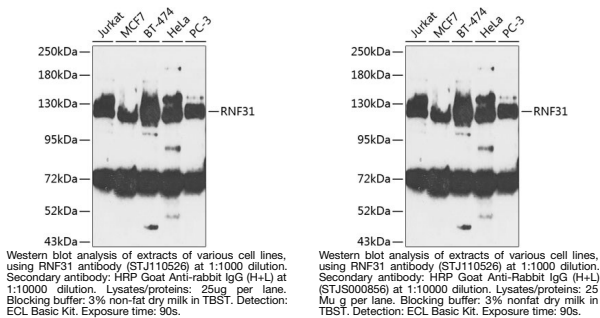 Jurkat MCF7 BT-474 HeLa PC-3
250kDa
180kDa
130kDa
RNF31
95kDa
72kDa
52kDa
43kDa
Western blot analysis of extracts of various cell lines,
using RNF31 antibody (STJ110526) at 1:1000 dilution.
Secondary antibody: HRP Goat Anti-rabbit IgG (H+L) at
1:10000 dilution. Lysates/proteins: 25ug per lane.
Blocking buffer: 3% non-fat dry milk in TBST. Detection:
ECL Basic Kit. Exposure time: 90s.
Jurkat MCF7 BT-474 HeLa PC-3
250kDa
180kDa
130kDa
RNF31
95kDa
72kDa
52kDa
43kDa
Western blot analysis of extracts of various cell lines,
using RNF31 antibody (STJ110526) at 1:1000 dilution.
Secondary antibody: HRP Goat Anti-Rabbit IgG (H+L)
(STJS000856) at 1:10000 dilution. Lysates/proteins: 25
Mu g per lane. Blocking buffer: 3% nonfat dry milk in
TBST. Detection: ECL Basic Kit. Exposure time: 90s.